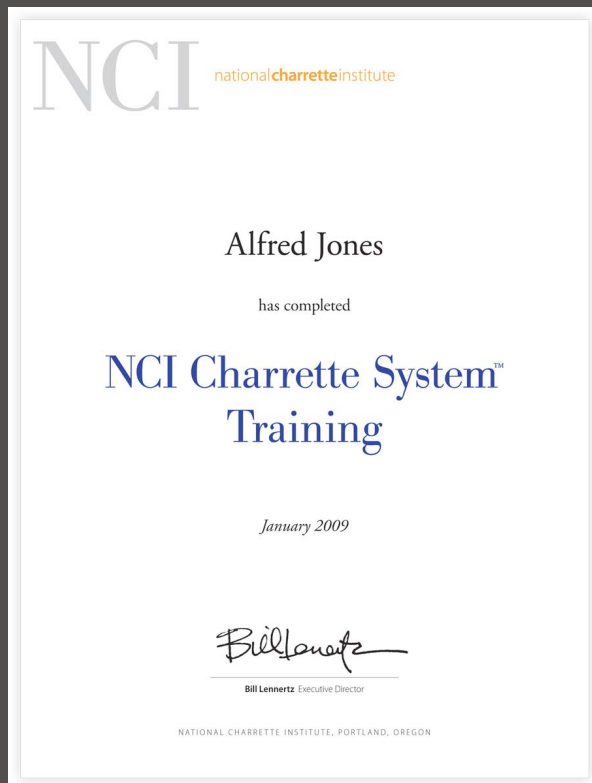 NCI nationalcharretteinstitute
Alfred Jones
has completed
NCI Charrette System™
Training
January 2009
Bill Lennertz
Bill Lennertz Executive Director
NATIONAL CHARRETTE INSTITUTE, PORTLAND, OREGON